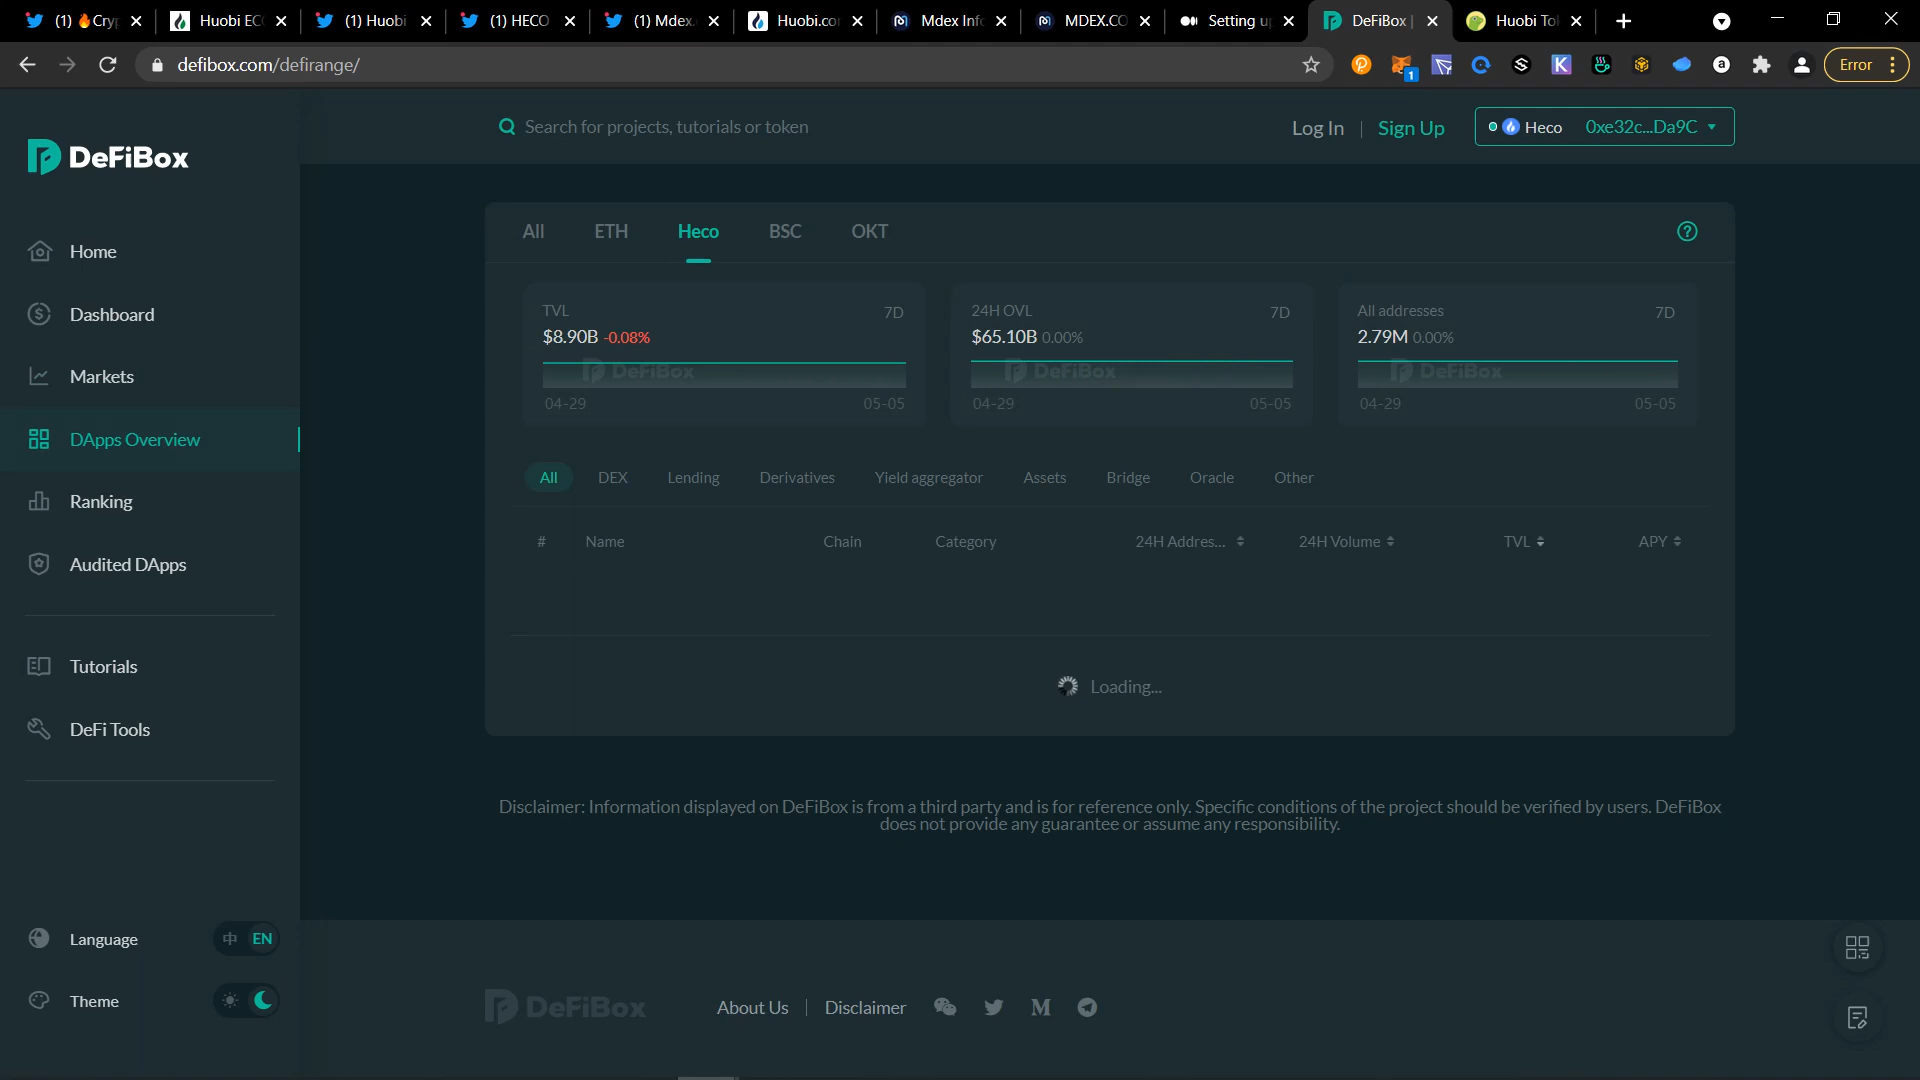 (1) 🔥Cryp
Huobi EC
(1) Huobi
(1) HECO
(1) Mdex.
Huobi.co
Mdex Inf
MDEX.CO
Setting u
DeFiBox |
Huobi To
defibox.com/defirange/
1
Error
DeFiBox
Search for projects, tutorials or token
Log In | Sign Up
Heco 0xe32c...Da9C
Home
Dashboard
Markets
DApps Overview
Ranking
Audited DApps
Tutorials
DeFi Tools
Language 中 EN
Theme
All ETH Heco BSC OKT
TVL 7D
$8.90B -0.08%
DeFiBox
04-29 05-05
24H OVL 7D
$65.10B 0.00%
DeFiBox
04-29 05-05
All addresses 7D
2.79M 0.00%
DeFiBox
04-29 05-05
All DEX Lending Derivatives Yield aggregator Assets Bridge Oracle Other
# Name Chain Category 24H Addres... 24H Volume TVL APY
Loading...
Disclaimer: Information displayed on DeFiBox is from a third party and is for reference only. Specific conditions of the project should be verified by users. DeFiBox
does not provide any guarantee or assume any responsibility.
DeFiBox
About Us | Disclaimer